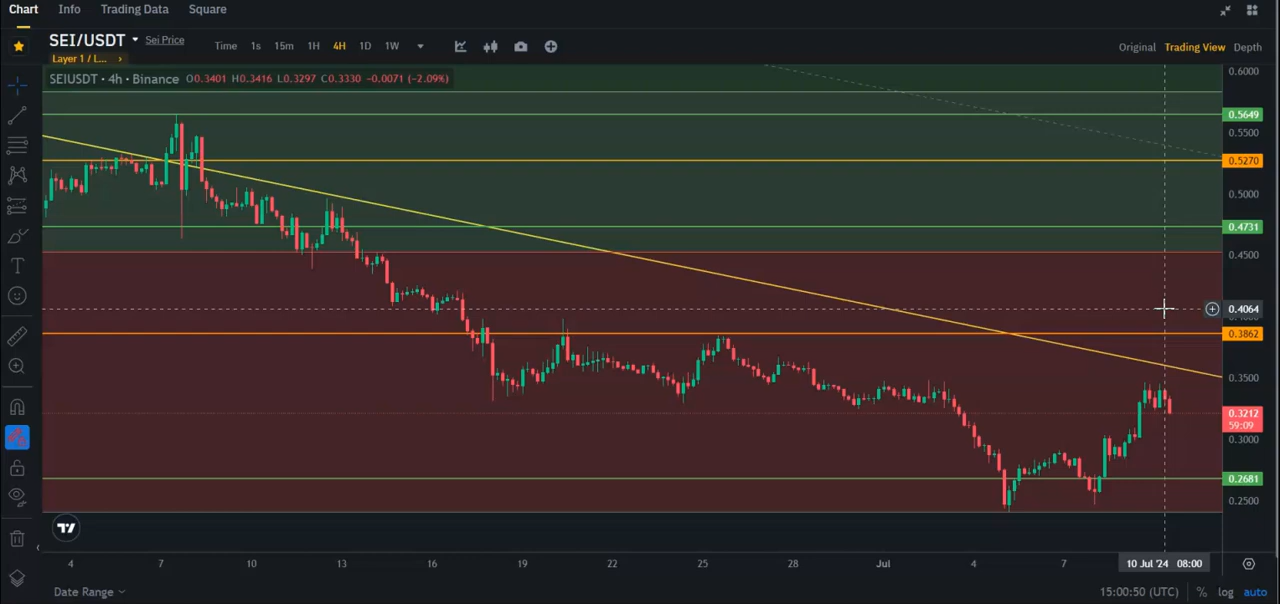 Chart Info Trading Data Square
SEI/USDT Sei Price
Layer 1 / L...
Time 1s 15m 1H 4H 1D 1W
Original Trading View Depth
SEIUSDT · 4h · Binance O0.3401 H0.3416 L0.3297 C0.3330 -0.0071 (-2.09%)
0.6000
0.5649
0.5500
0.5270
0.5000
0.4731
0.4500
0.4064
0.3862
0.3500
0.3212
59:09
0.3000
0.2681
0.2500
4 7 10 13 16 19 22 25 28 Jul 4 7 10 Jul '24 08:00
Date Range 15:00:50 (UTC) % log auto